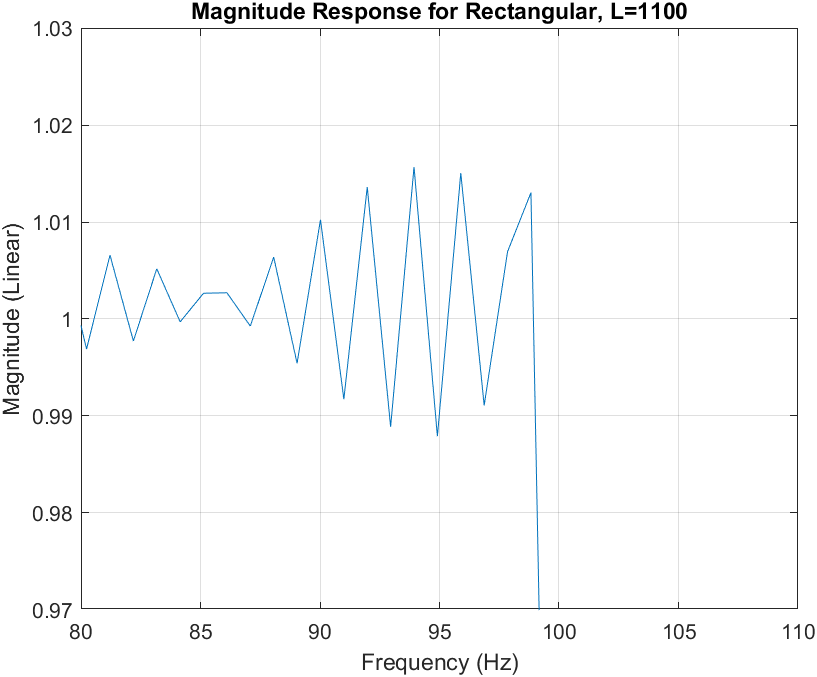 Magnitude Response for Rectangular, L=1100
Magnitude (Linear)
1.03
1.02
1.01
1
0.99
0.98
0.97
80 85 90 95 100 105 110
Frequency (Hz)